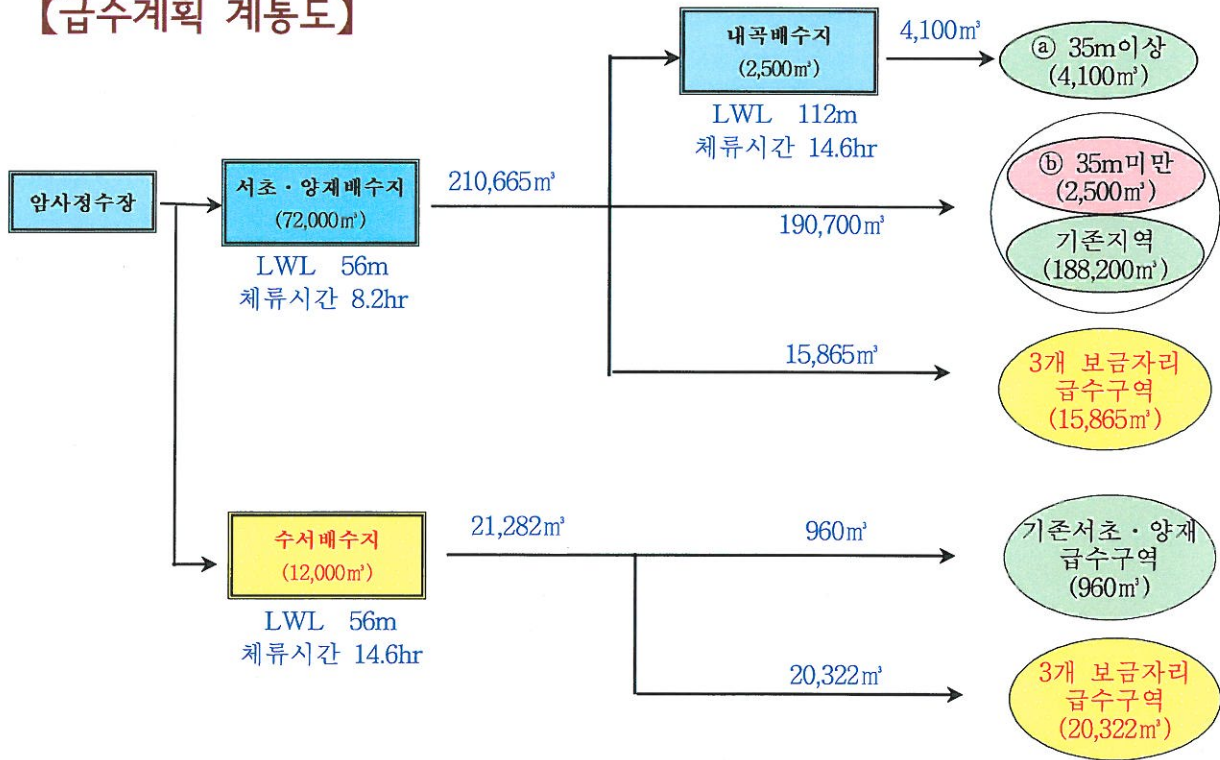 【급수계획 계통도】
내곡배수지
(2,500㎥)
LWL 112m
체류시간 14.6hr
4,100㎥
ⓐ 35m이상
(4,100㎥)
암사정수장
서초·양재배수지
(72,000㎥)
LWL 56m
체류시간 8.2hr
210,665㎥
190,700㎥
ⓑ 35m미만
(2,500㎥)
기존지역
(188,200㎥)
15,865㎥
3개 보금자리
급수구역
(15,865㎥)
수서배수지
(12,000㎥)
LWL 56m
체류시간 14.6hr
21,282㎥
960㎥
기존서초·양재
급수구역
(960㎥)
20,322㎥
3개 보금자리
급수구역
(20,322㎥)